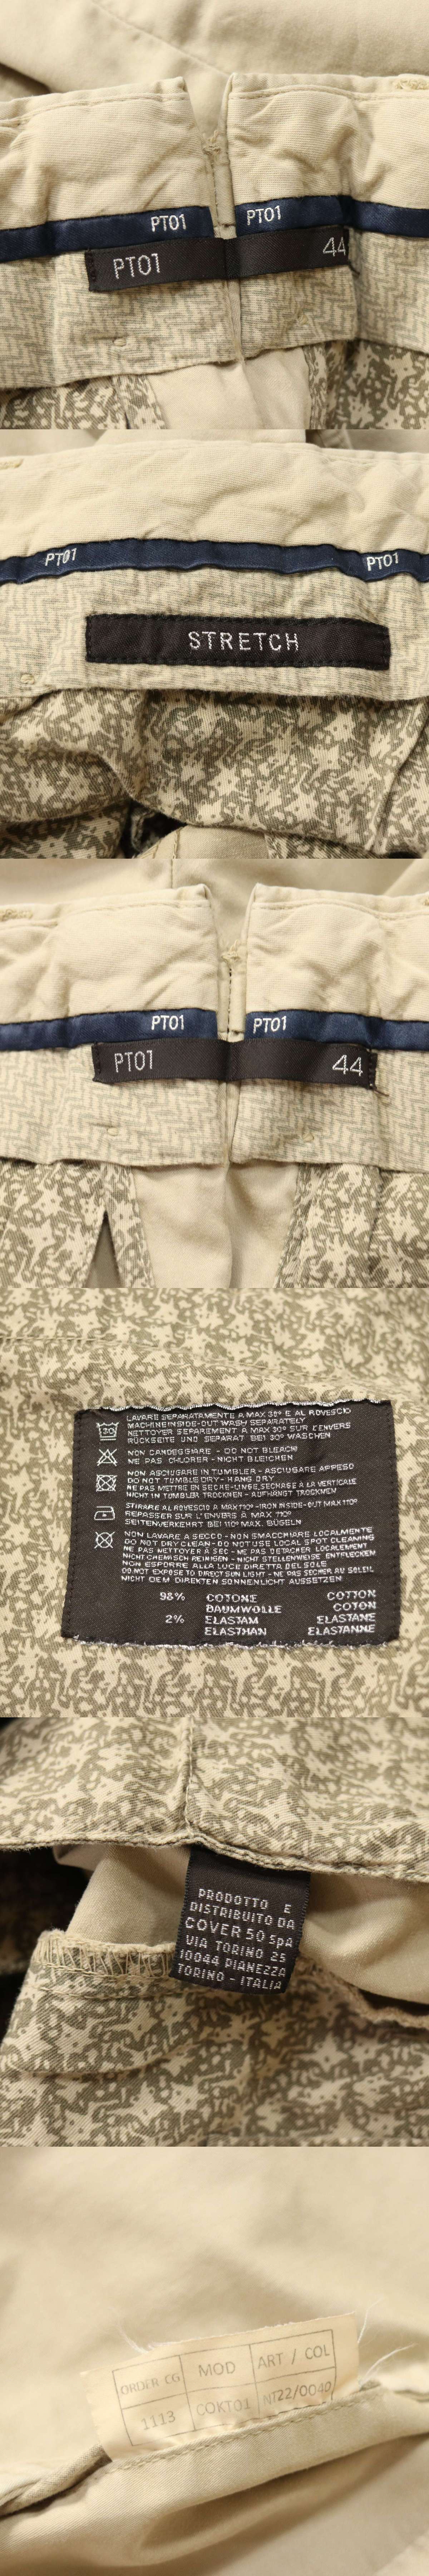 PT01 PT01
PT01 44
PT01 PT01
STRETCH
PT01 PT01
PT01 44
30
LAVARE SEPARATAMENTE A MAX 30° E AL ROVESCIO
MACHINE INSIDE-OUT WASH SEPARATELY
NETTOYER SEPAREMENT A MAX 30° SUR L'ENVERS
RÜCKSEITE UND SEPARAT BEI 30° WASCHEN
NON CANDEGGIARE - DO NOT BLEACH
NE PAS CHLORER - NICHT BLEICHEN
NON ASCIUGARE IN TUMBLER - ASCIUGARE APPESO
DO NOT TUMBLE DRY - HANG DRY
NE PAS METTRE EN SECHE-LINGE, SECHAGE À LA VERTICALE
NICHT IN TUMBLER TROCKNEN - AUFHÄNGT TROCKNEN
STIRARE AL ROVESCIO A MAX 110° - IRON INSIDE-OUT MAX 110°
REPASSER SUR L'ENVERS À MAX. 110°
SEITENVERKEHRT BEI 110° MAX. BÜGELN
NON LAVARE A SECCO - NON SMACCHIARE LOCALMENTE
DO NOT DRYCLEAN - DO NOT USE LOCAL SPOT CLEANING
NE PAS NETTOYER À SEC - NE PAS DETACHER LOCALEMENT
NICHT CHEMISCH REINIGEN - NICHT STELLENWEISE ENTFLECKEN
NON ESPORRE ALLA LUCE DIRETTA DEL SOLE
DO NOT EXPOSE TO DIRECT SUN LIGHT - NE PAS SECHER AU SOLEIL
NICHT DEM DIREKTEN SONNENLICHT AUSSETZEN
98% COTONE COTTON
BAUMWOLLE COTON
2% ELASTAM ELASTANE
ELASTHAN ELASTANNE
PRODOTTO E
DISTRIBUITO DA
COVER 50 SPA
VIA TORINO 25
10044 PIANEZZA
TORINO - ITALIA
ORDER CG MOD ART / COL
1113 COKT01 NT22/0040